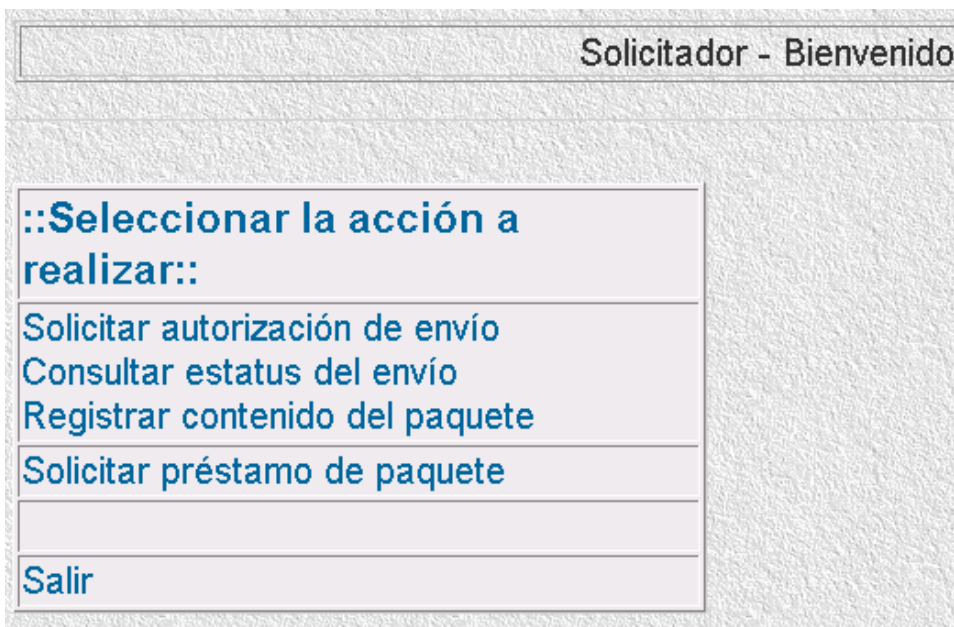 Solicitador - Bienvenido
::Seleccionar la acción a
realizar::
Solicitar autorización de envío
Consultar estatus del envío
Registrar contenido del paquete
Solicitar préstamo de paquete
Salir